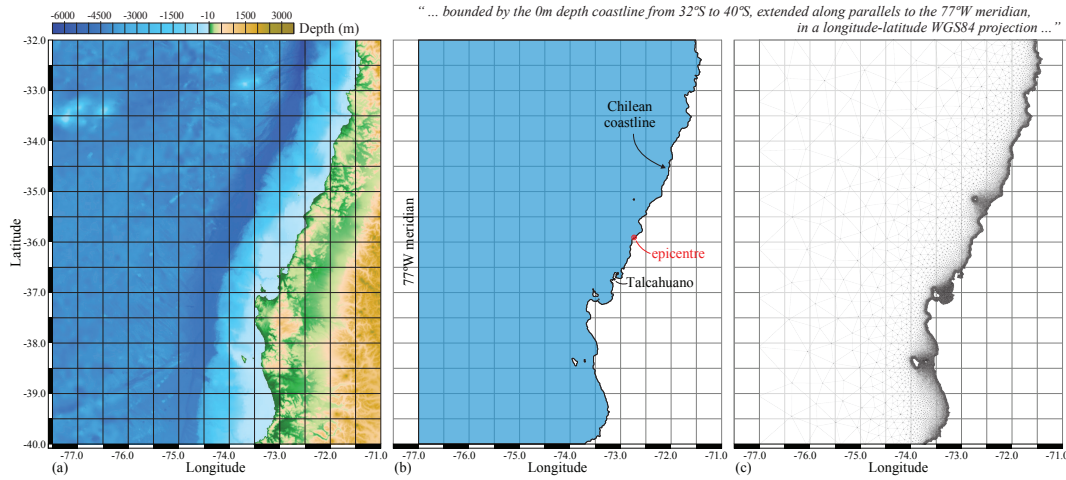 “ ... bounded by the 0m depth coastline from 32°S to 40°S, extended along parallels to the 77°W meridian,
in a longitude-latitude WGS84 projection ...”
-6000 -4500 -3000 -1500 -10 0 1500 3000 Depth (m)
-32.0
-33.0
-34.0
-35.0
-36.0
-37.0
-38.0
-39.0
-40.0
Latitude
-77.0 -76.0 -75.0 -74.0 -73.0 -72.0 -71.0
(a) Longitude
77°W meridian
Chilean
coastline
epicentre
Talcahuano
-77.0 -76.0 -75.0 -74.0 -73.0 -72.0 -71.0
(b) Longitude
-77.0 -76.0 -75.0 -74.0 -73.0 -72.0 -71.0
(c) Longitude